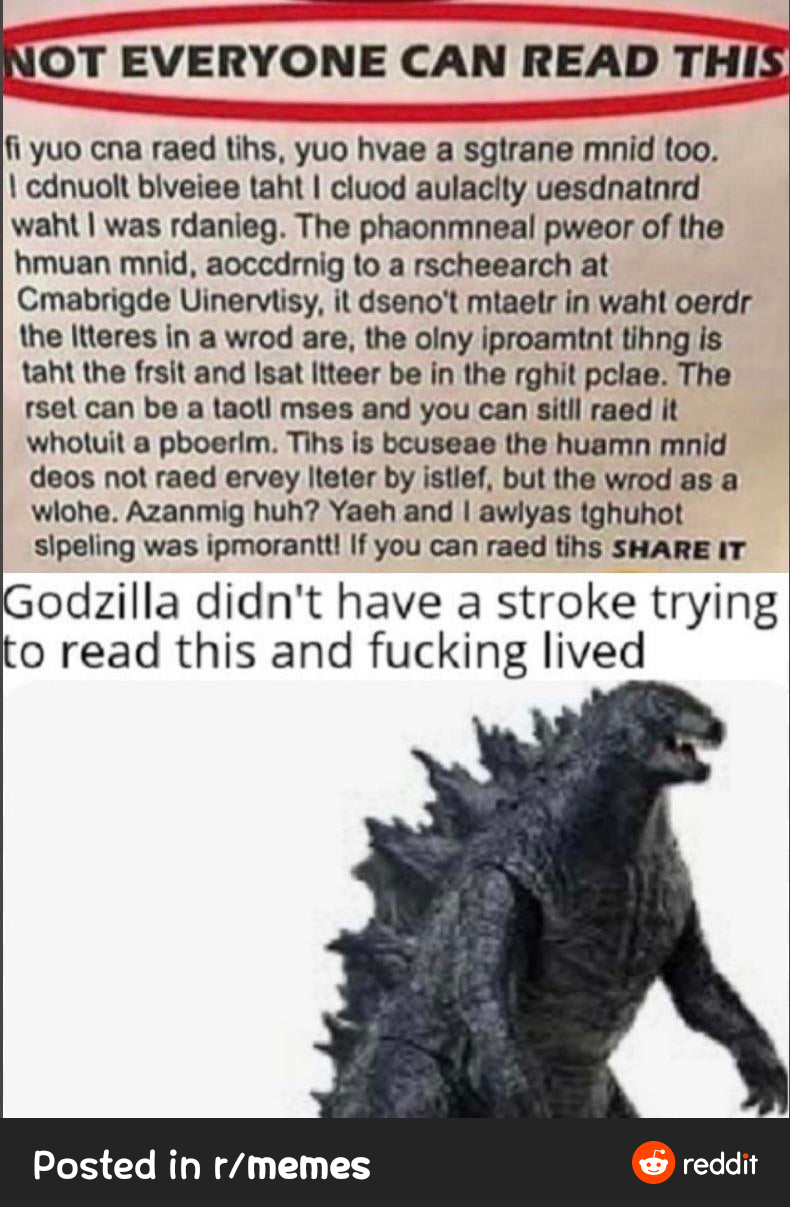 NOT EVERYONE CAN READ THIS
fi yuo cna raed tihs, yuo hvae a sgtrane mnid too.
I cdnuolt blveiee taht I cluod aulaclty uesdnatnrd
waht I was rdanieg. The phaonmneal pweor of the
hmuan mnid, aoccdrnig to a rscheearch at
Cmabrigde Uinervtisy, it dseno't mtaetr in waht oerdr
the ltteres in a wrod are, the olny iproamtnt tihng is
taht the frsit and lsat ltteer be in the rghit pclae. The
rset can be a taotl mses and you can sitll raed it
whotuit a pboerlm. Tihs is bcuseae the huamn mnid
deos not raed ervey lteter by istlef, but the wrod as a
wlohe. Azanmig huh? Yaeh and I awlyas tghuhot
slpeling was ipmorantt! If you can raed tihs SHARE IT
Godzilla didn't have a stroke trying
to read this and fucking lived
Posted in r/memes
reddit